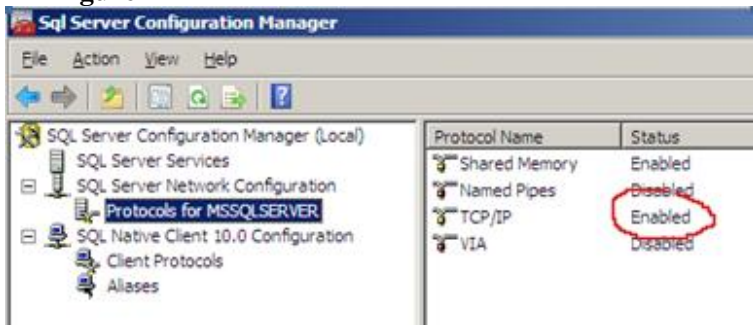 Sql Server Configuration Manager
File Action View Help
SQL Server Configuration Manager (Local)
SQL Server Services
SQL Server Network Configuration
Protocols for MSSQLSERVER
SQL Native Client 10.0 Configuration
Client Protocols
Aliases
Protocol Name Status
Shared Memory Enabled
Named Pipes Disabled
TCP/IP Enabled
VIA Disabled